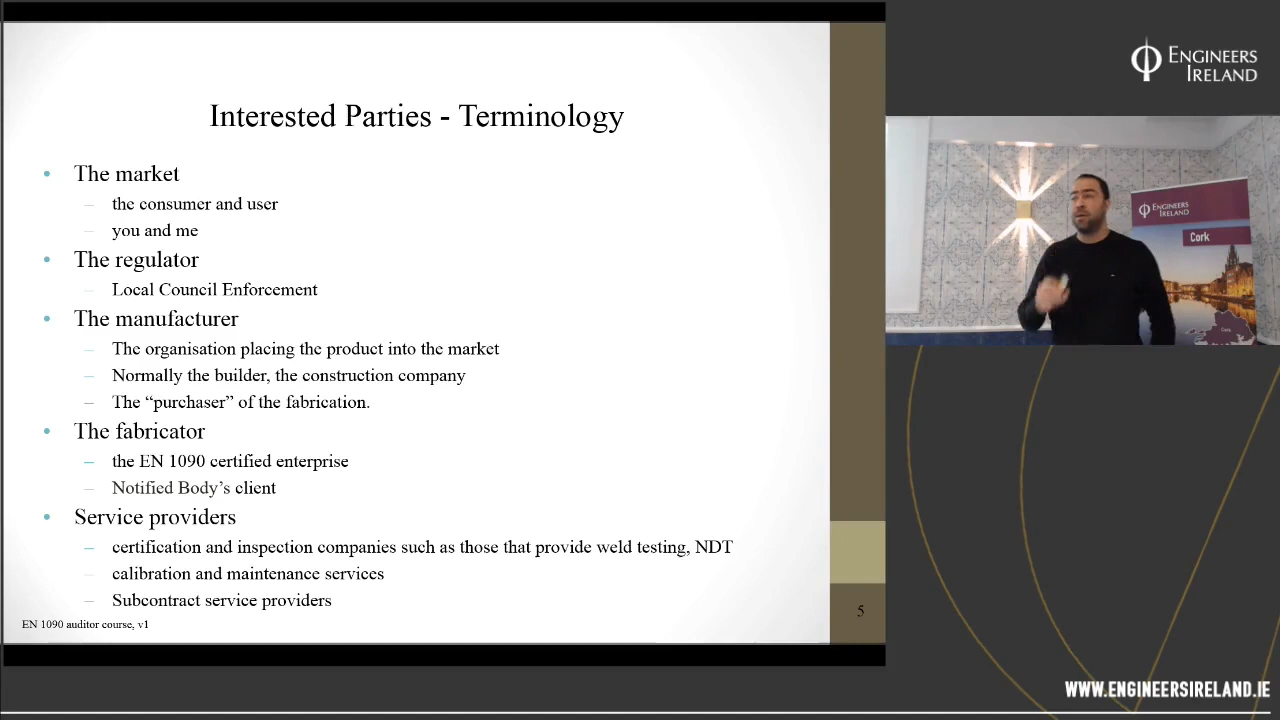 Interested Parties - Terminology
• The market
– the consumer and user
– you and me
• The regulator
– Local Council Enforcement
• The manufacturer
– The organisation placing the product into the market
– Normally the builder, the construction company
– The “purchaser” of the fabrication.
• The fabricator
– the EN 1090 certified enterprise
– Notified Body’s client
• Service providers
– certification and inspection companies such as those that provide weld testing, NDT
– calibration and maintenance services
– Subcontract service providers
EN 1090 auditor course, v1
5
ENGINEERS
IRELAND
ENGINEERS
IRELAND
Cork
WWW.ENGINEERSIRELAND.IE